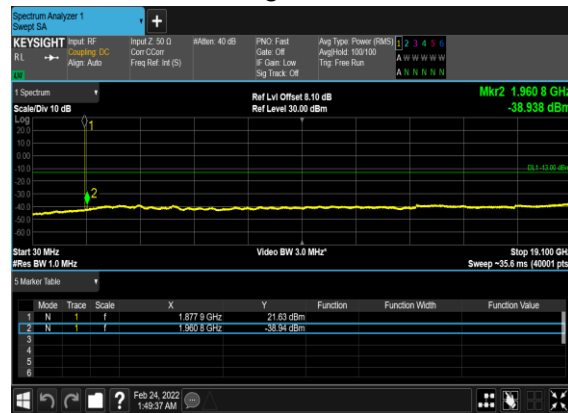 Spectrum Analyzer 1
Swept SA
+
KEYSIGHT Input: RF Input Z: 50 Ω #Atten: 40 dB PNO: Fast Avg Type: Power (RMS) 1 2 3 4 5 6
RL Coupling: DC Corr CCorr Gate: Off Avg|Hold: 100/100 A W W W W W
Align: Auto Freq Ref: Int (S) IF Gain: Low Trig: Free Run
LW Sig Track: Off A N N N N N
1 Spectrum Ref Lvl Offset 8.10 dB Mkr2 1.960 8 GHz
Scale/Div 10 dB Ref Level 30.00 dBm -38.938 dBm
Log
20.0
10.0
0.00
-10.0
-20.0
-30.0
-40.0
-50.0
-60.0
1
DL1 -13.00 dBm
2
Start 30 MHz Video BW 3.0 MHz* Stop 19.100 GHz
#Res BW 1.0 MHz Sweep ~35.6 ms (40001 pts)
5 Marker Table
Mode Trace Scale X Y Function Function Width Function Value
1 N 1 f 1.877 9 GHz 21.63 dBm
2 N 1 f 1.960 8 GHz -38.94 dBm
3
4
5
6
? Feb 24, 2022
1:49:37 AM